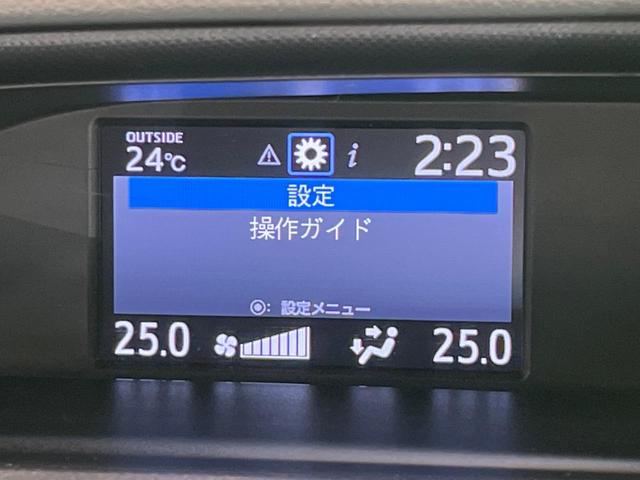 OUTSIDE
24℃ i 2:23
設定
操作ガイド
◉: 設定メニュー
25.0 25.0